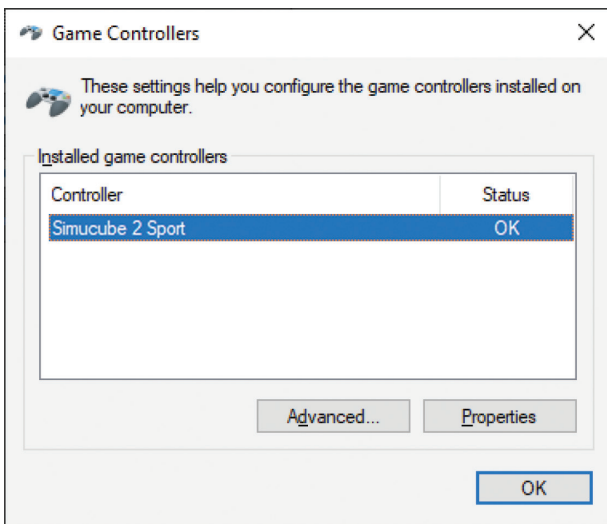 Game Controllers
These settings help you configure the game controllers installed on
your computer.
Installed game controllers
Controller Status
Simucube 2 Sport OK
Advanced... Properties
OK